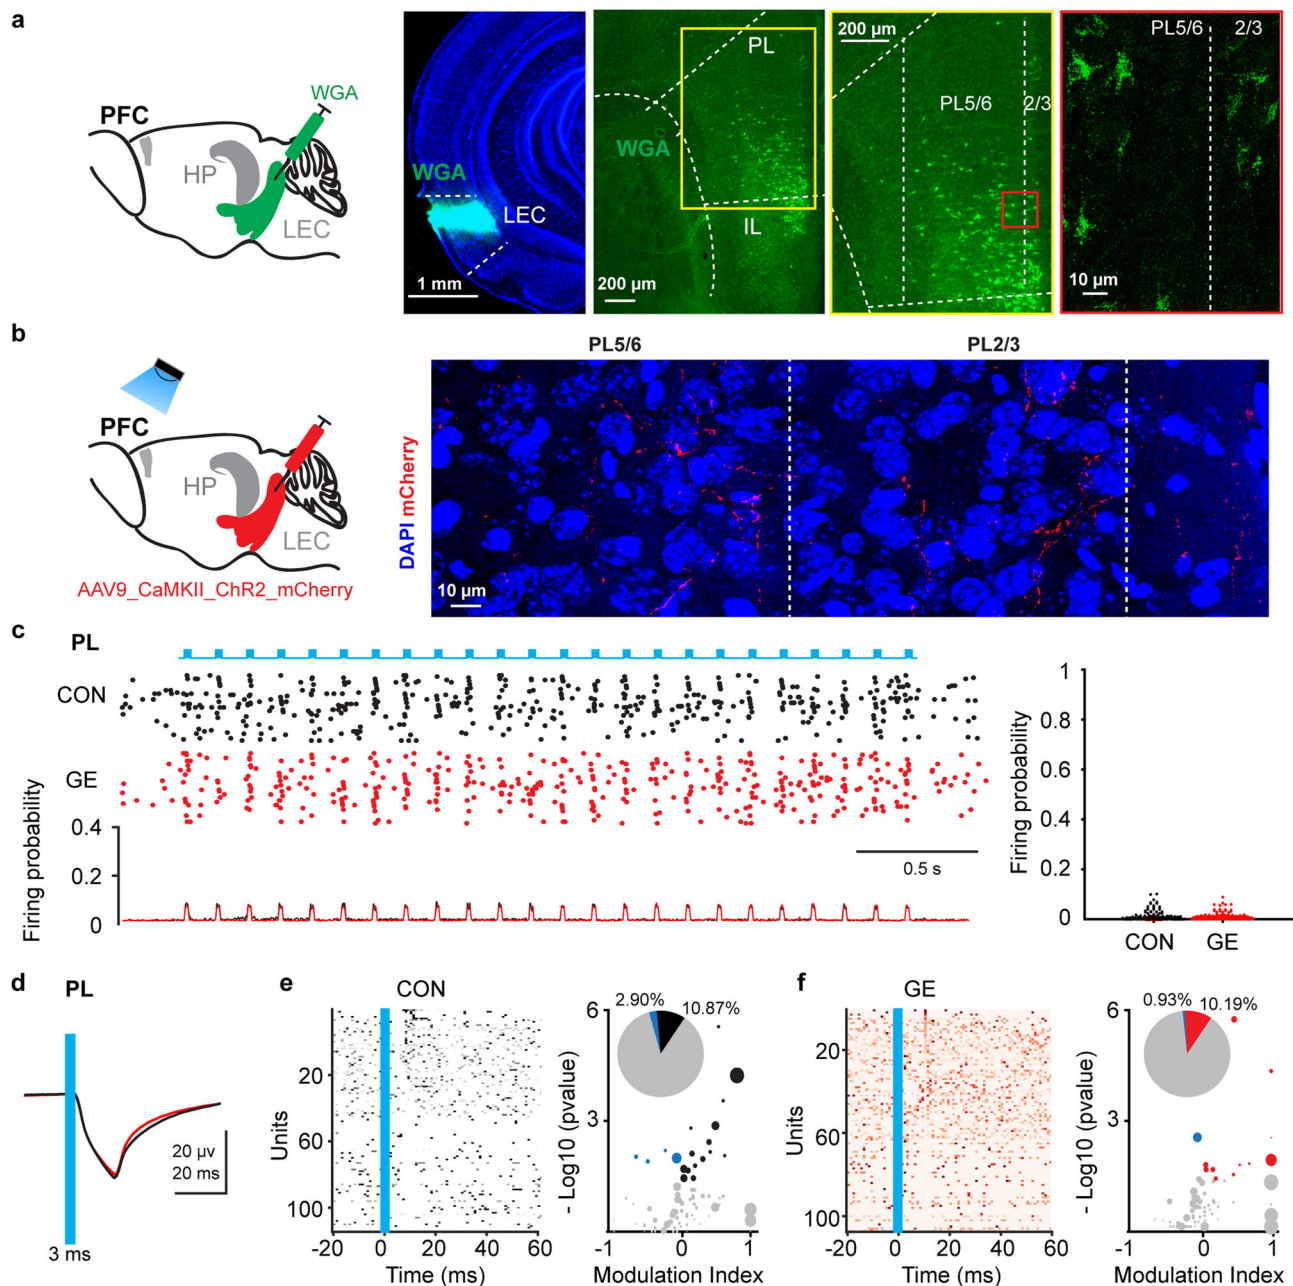 a
WGA
PFC
HP
LEC
WGA
LEC
1 mm
PL
WGA
IL
200 μm
200 μm
PL5/6
2/3
PL5/6
2/3
10 μm
b
PFC
HP
LEC
AAV9_CaMKII_ChR2_mCherry
PL5/6
PL2/3
DAPI mCherry
10 μm
c
PL
CON
GE
Firing probability
0.4
0.2
0
0.5 s
Firing probability
1
0.8
0.6
0.4
0.2
0
CON
GE
d
PL
20 μv
20 ms
3 ms
e
CON
Units
20
60
100
-20
0
20
40
60
Time (ms)
- Log10 (pvalue)
6
3
2.90%
10.87%
-1
0
1
Modulation Index
f
GE
Units
20
60
100
-20
0
20
40
60
Time (ms)
- Log10 (pvalue)
6
3
0.93%
10.19%
-1
0
1
Modulation Index